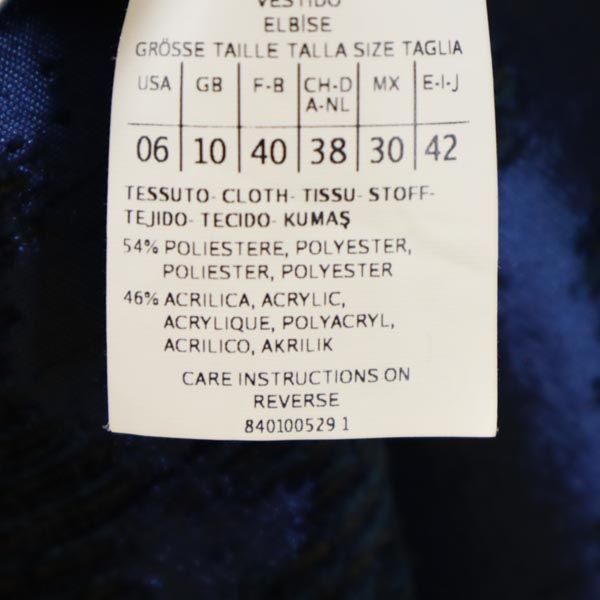 VESTIDO
ELBİSE
GRÖSSE TAILLE TALLA SIZE TAGLIA
USA GB F-B CH-D A-NL MX E-I-J
06 10 40 38 30 42
TESSUTO- CLOTH- TISSU- STOFF-
TEJIDO- TECIDO- KUMAŞ
54% POLIESTERE, POLYESTER,
POLIESTER, POLYESTER
46% ACRILICA, ACRYLIC,
ACRYLIQUE, POLYACRYL,
ACRILICO, AKRILIK
CARE INSTRUCTIONS ON
REVERSE
840100529 1